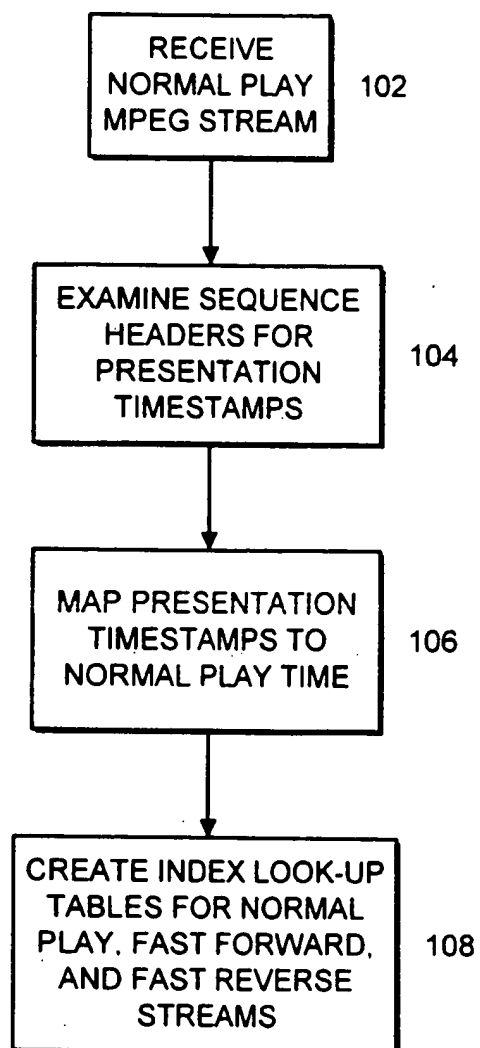 RECEIVE
NORMAL PLAY
MPEG STREAM
102
EXAMINE SEQUENCE
HEADERS FOR
PRESENTATION
TIMESTAMPS
104
MAP PRESENTATION
TIMESTAMPS TO
NORMAL PLAY TIME
106
CREATE INDEX LOOK-UP
TABLES FOR NORMAL
PLAY, FAST FORWARD,
AND FAST REVERSE
STREAMS
108